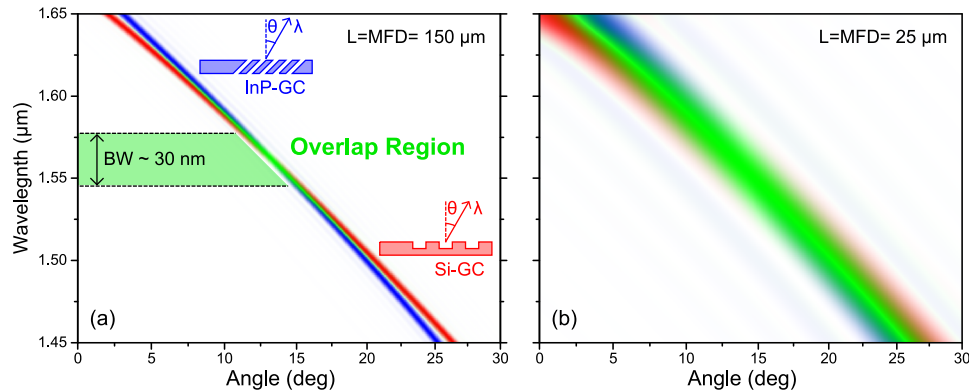 1.65
1.60
1.55
1.50
1.45
Wavelegnth (µm)
θ
λ
InP-GC
L=MFD= 150 µm
BW ~ 30 nm
Overlap Region
θ
λ
Si-GC
(a)
0 5 10 15 20 25 30
Angle (deg)
L=MFD= 25 µm
(b)
0 5 10 15 20 25 30
Angle (deg)